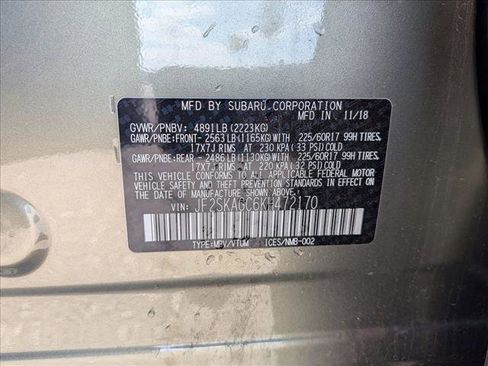 MFD BY SUBARU CORPORATION
11/18
GVWR/PNBV: 4891LB(2223KG)
GAWR/PNBE:FRONT- 2563LB(1165KG)WITH 225/60R17 99H TIRES,
17X7J RIMS AT 230 KPA(33 PSI)COLD
GAWR/PNBE:REAR - 2486LB(1130KG)WITH 225/60R17 99H TIRES,
17X7J RIMS AT 220 KPA(32 PSI)COLD
THIS VEHICLE CONFORMS TO ALL APPLICABLE
U.S. FEDERAL MOTOR VEHICLE SAFETY AND
THEFT PREVENTION STANDARDS IN EFFECT ON
THE DATE OF MANUFACTURE SHOWN ABOVE.
VIN: JF2SKAGC6KH472170
TYPE:MPV/VTUM ICES/NMB-002